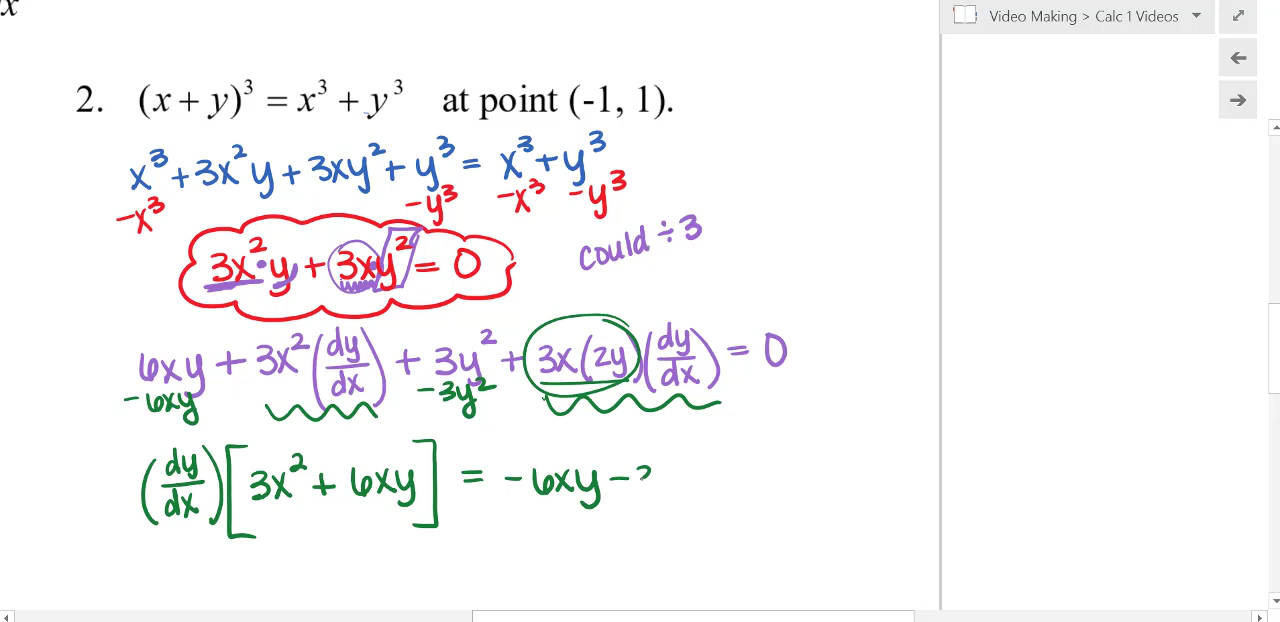 x
Video Making > Calc 1 Videos
2. (x + y)³ = x³ + y³ at point (-1, 1).
x³ + 3x²y + 3xy² + y³ = x³ + y³
-x³ -y³ -x³ -y³
3x²·y + 3x·y² = 0
could ÷ 3
6xy + 3x²(dy/dx) + 3y² + 3x(2y)(dy/dx) = 0
-6xy -3y²
(dy/dx)[3x² + 6xy] = -6xy -